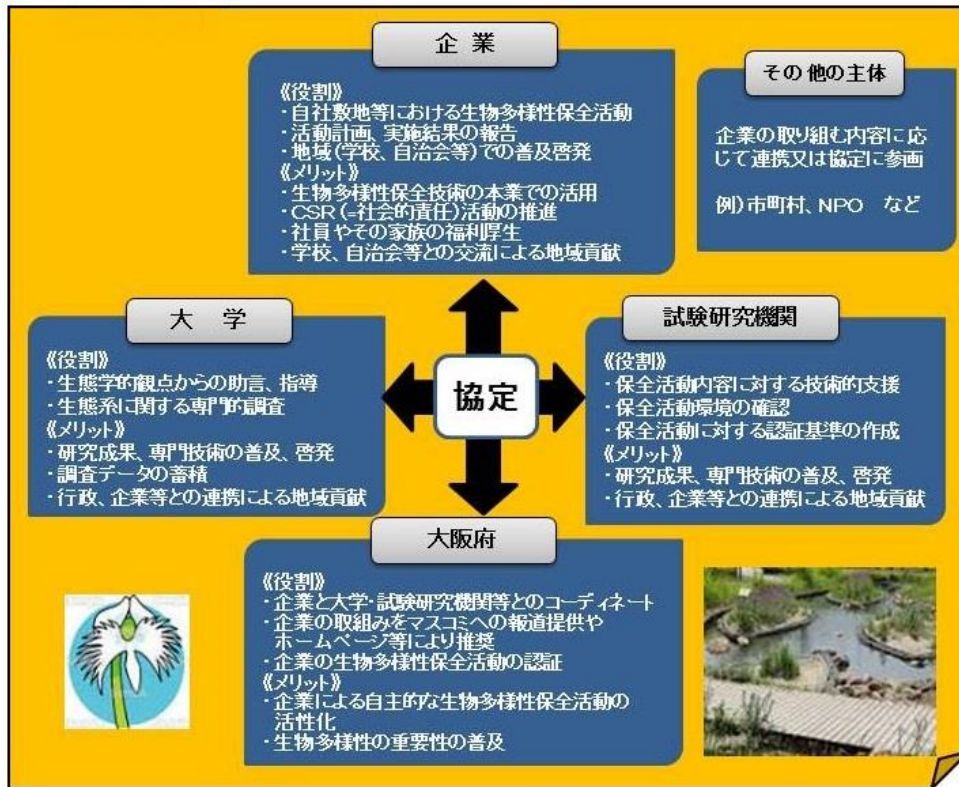 企 業
《役割》
・自社敷地等における生物多様性保全活動
・活動計画、実施結果の報告
・地域(学校、自治会等)での普及啓発
《メリット》
・生物多様性保全技術の本業での活用
・CSR(=社会的責任)活動の推進
・社員やその家族の福利厚生
・学校、自治会等との交流による地域貢献
その他の主体
企業の取り組む内容に応
じて連携又は協定に参画
例)市町村、NPO など
大 学
《役割》
・生態学的観点からの助言、指導
・生態系に関する専門的調査
《メリット》
・研究成果、専門技術の普及、啓発
・調査データの蓄積
・行政、企業等との連携による地域貢献
協定
試験研究機関
《役割》
・保全活動内容に対する技術的支援
・保全活動環境の確認
・保全活動に対する認証基準の作成
《メリット》
・研究成果、専門技術の普及、啓発
・行政、企業等との連携による地域貢献
大阪府
《役割》
・企業と大学・試験研究機関等とのコーディネート
・企業の取組みをマスコミへの報道提供や
ホームページ等により推奨
・企業の生物多様性保全活動の認証
《メリット》
・企業による自主的な生物多様性保全活動の
活性化
・生物多様性の重要性の普及